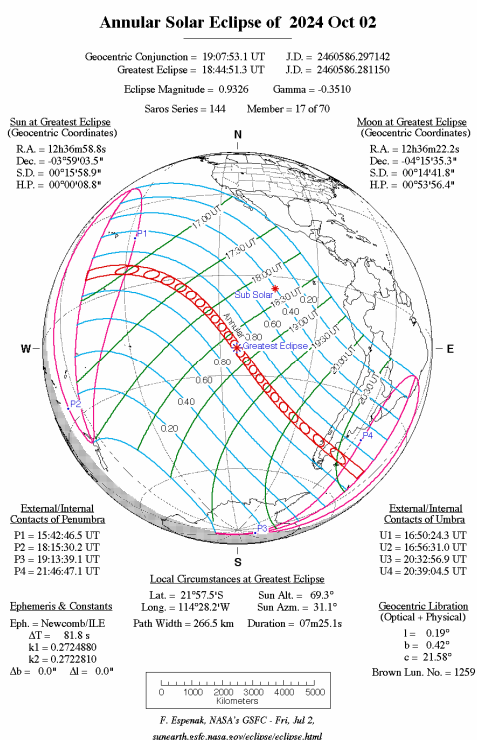 Annular Solar Eclipse of 2024 Oct 02
Geocentric Conjunction = 19:07:53.1 UT J.D. = 2460586.297142
Greatest Eclipse = 18:44:51.3 UT J.D. = 2460586.281150
Eclipse Magnitude = 0.9326 Gamma = -0.3510
Saros Series = 144 Member = 17 of 70
Sun at Greatest Eclipse
(Geocentric Coordinates)
R.A. = 12h36m58.8s
Dec. = -03°59'03.5"
S.D. = 00°15'58.9"
H.P. = 00°00'08.8"
Moon at Greatest Eclipse
(Geocentric Coordinates)
R.A. = 12h36m22.2s
Dec. = -04°15'35.3"
S.D. = 00°14'41.8"
H.P. = 00°53'56.4"
N
P1
17:00 UT
17:30 UT
18:00 UT
Sub Solar
18:30 UT
0.20
0.40
0.60
19:00 UT
Annular
0.80
19:30 UT
W
Greatest Eclipse
E
0.80
20:00 UT
0.60
20:30 UT
0.40
P2
0.20
P4
P3
S
External/Internal
Contacts of Penumbra
P1 = 15:42:46.5 UT
P2 = 18:15:30.2 UT
P3 = 19:13:39.1 UT
P4 = 21:46:47.1 UT
External/Internal
Contacts of Umbra
U1 = 16:50:24.3 UT
U2 = 16:56:31.0 UT
U3 = 20:32:56.9 UT
U4 = 20:39:04.5 UT
Local Circumstances at Greatest Eclipse
Lat. = 21°57.5'S Sun Alt. = 69.3°
Long. = 114°28.2'W Sun Azm. = 31.1°
Path Width = 266.5 km Duration = 07m25.1s
Ephemeris & Constants
Eph. = Newcomb/ILE
ΔT = 81.8 s
k1 = 0.2724880
k2 = 0.2722810
Δb = 0.0" Δl = 0.0"
Geocentric Libration
(Optical + Physical)
l = 0.19°
b = 0.42°
c = 21.58°
Brown Lun. No. = 1259
0 1000 2000 3000 4000 5000
Kilometers
F. Espenak, NASA's GSFC - Fri, Jul 2,
sunearth.gsfc.nasa.gov/eclipse/eclipse.html